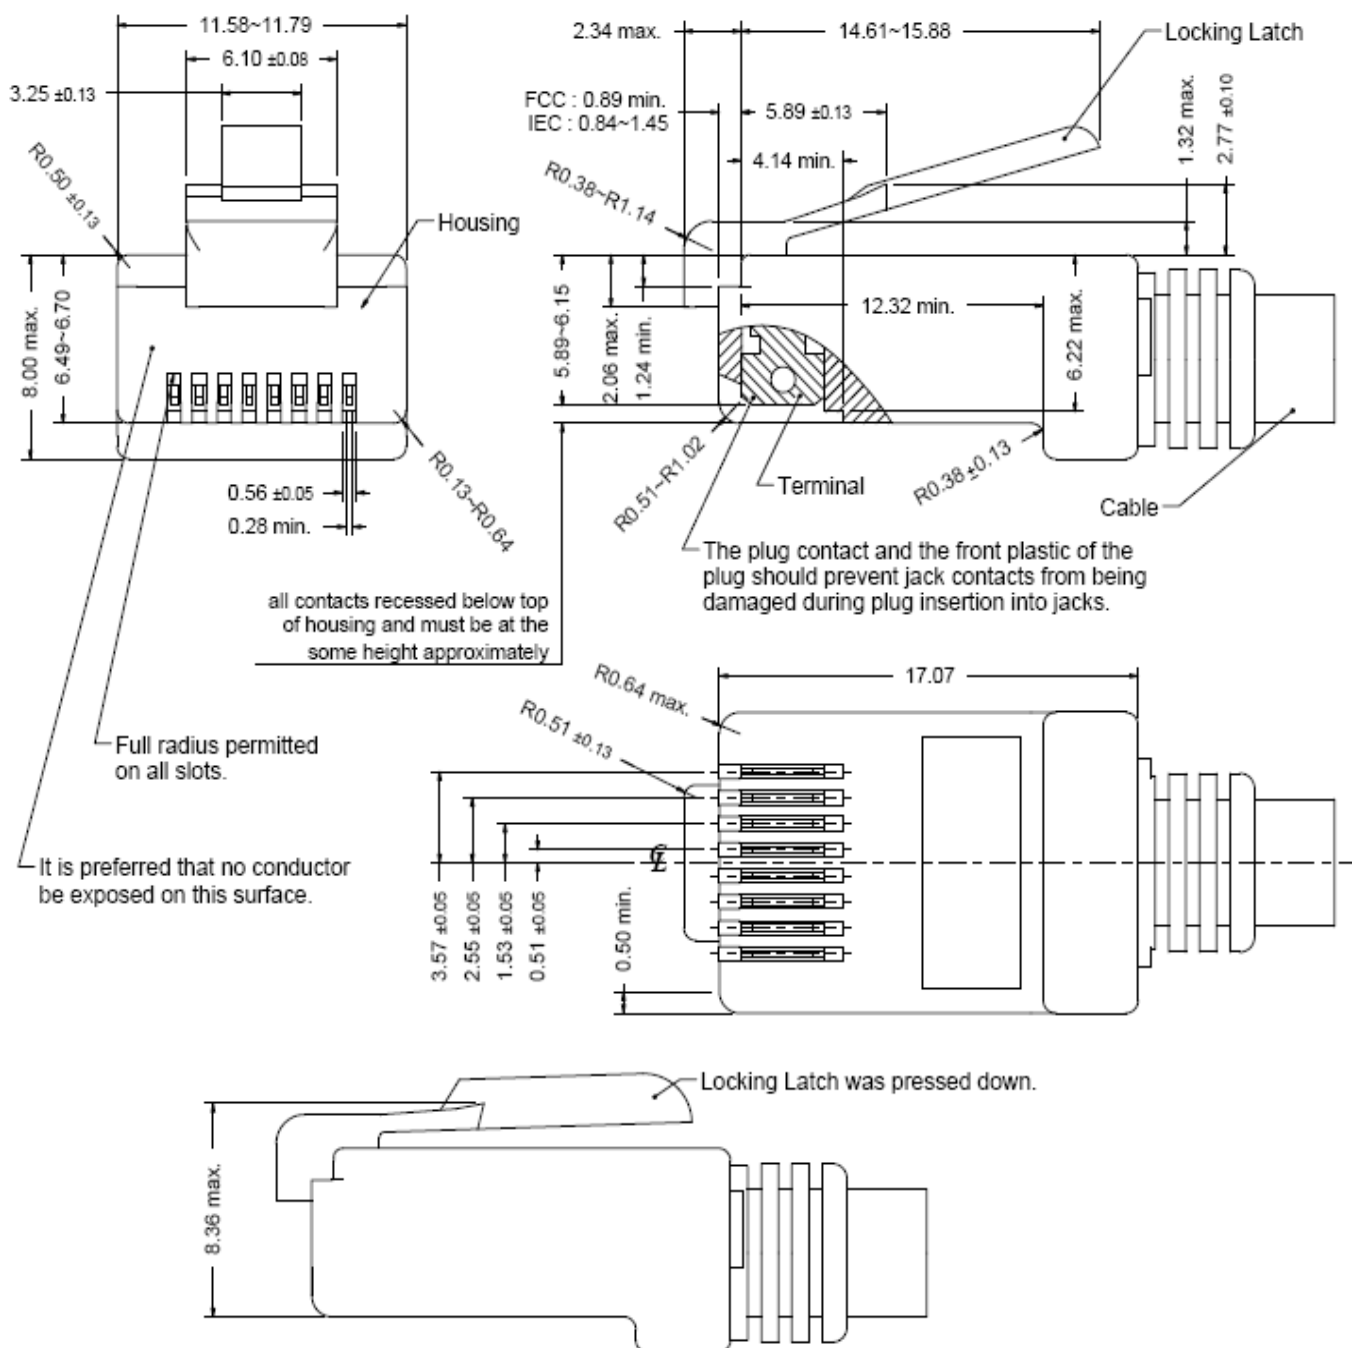 11.58~11.79
6.10 ±0.08
3.25 ±0.13
R0.50 ±0.13
Housing
8.00 max.
6.49~6.70
0.56 ±0.05
0.28 min.
R0.13~R0.64
2.34 max.
14.61~15.88
Locking Latch
FCC : 0.89 min.
IEC : 0.84~1.45
5.89 ±0.13
4.14 min.
1.32 max.
2.77 ±0.10
R0.38~R1.14
5.89~6.15
2.06 max.
1.24 min.
12.32 min.
6.22 max.
R0.51~R1.02
Terminal
R0.38 ±0.13
Cable
The plug contact and the front plastic of the
plug should prevent jack contacts from being
damaged during plug insertion into jacks.
all contacts recessed below top
of housing and must be at the
some height approximately
Full radius permitted
on all slots.
It is preferred that no conductor
be exposed on this surface.
17.07
R0.64 max.
R0.51 ±0.13
3.57 ±0.05
2.55 ±0.05
1.53 ±0.05
0.51 ±0.05
℄
0.50 min.
Locking Latch was pressed down.
8.36 max.